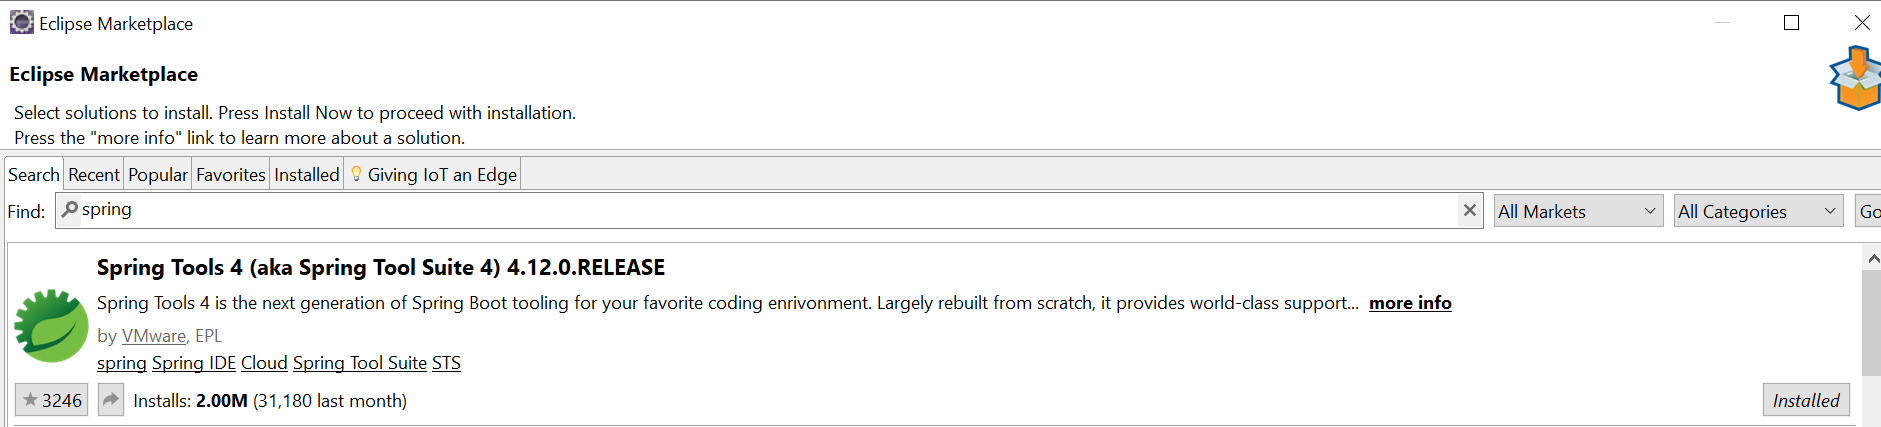 Eclipse Marketplace
Eclipse Marketplace
Select solutions to install. Press Install Now to proceed with installation.
Press the "more info" link to learn more about a solution.
Search Recent Popular Favorites Installed Giving IoT an Edge
Find: spring All Markets All Categories Go
Spring Tools 4 (aka Spring Tool Suite 4) 4.12.0.RELEASE
Spring Tools 4 is the next generation of Spring Boot tooling for your favorite coding enrivonment. Largely rebuilt from scratch, it provides world-class support... more info
by VMware, EPL
spring Spring IDE Cloud Spring Tool Suite STS
3246 Installs: 2.00M (31,180 last month) Installed